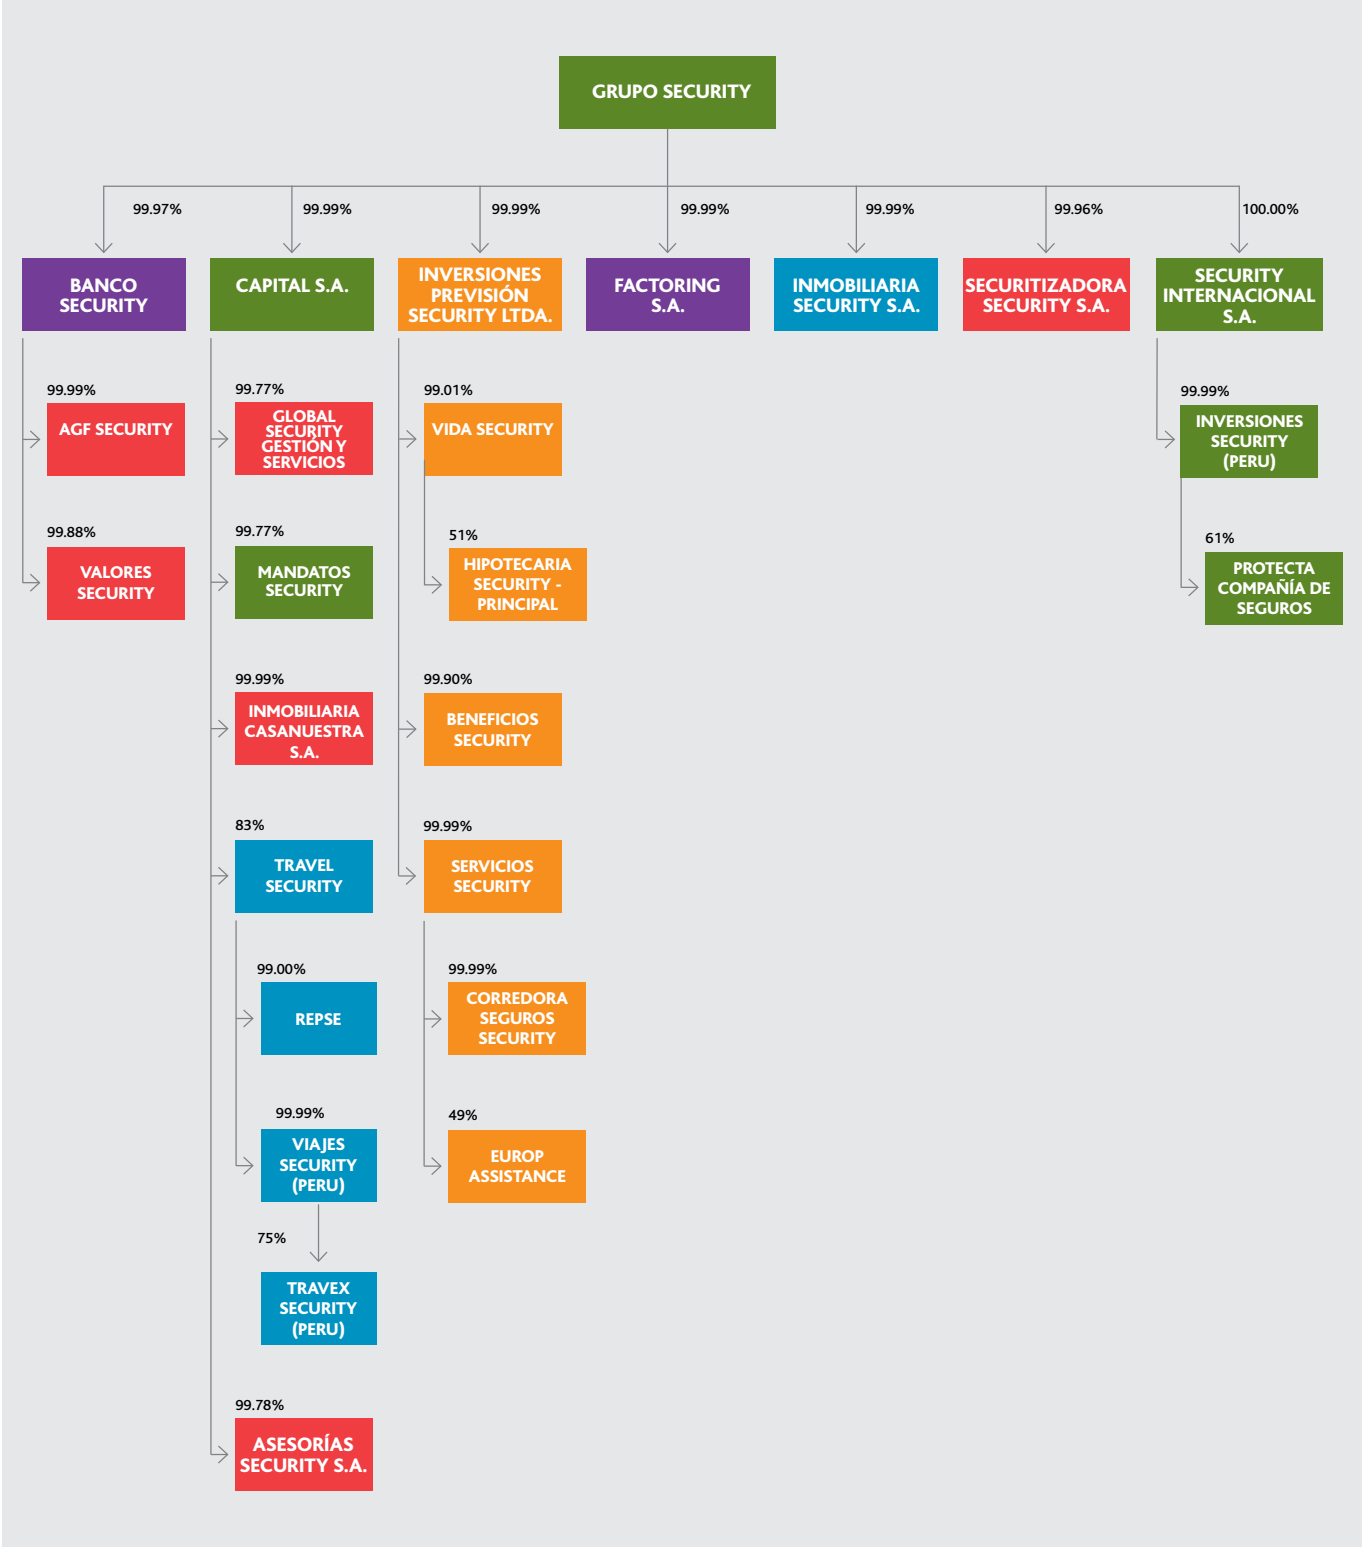 GRUPO SECURITY
99.97%
99.99%
99.99%
99.99%
99.99%
99.96%
100.00%
BANCO
SECURITY
CAPITAL S.A.
INVERSIONES
PREVISIÓN
SECURITY LTDA.
FACTORING
S.A.
INMOBILIARIA
SECURITY S.A.
SECURITIZADORA
SECURITY S.A.
SECURITY
INTERNACIONAL
S.A.
99.99%
AGF SECURITY
99.88%
VALORES
SECURITY
99.77%
GLOBAL
SECURITY
GESTIÓN Y
SERVICIOS
99.77%
MANDATOS
SECURITY
99.99%
INMOBILIARIA
CASANUESTRA
S.A.
83%
TRAVEL
SECURITY
99.00%
REPSE
99.99%
VIAJES
SECURITY
(PERU)
75%
TRAVEX
SECURITY
(PERU)
99.78%
ASESORÍAS
SECURITY S.A.
99.01%
VIDA SECURITY
51%
HIPOTECARIA
SECURITY -
PRINCIPAL
99.90%
BENEFICIOS
SECURITY
99.99%
SERVICIOS
SECURITY
99.99%
CORREDORA
SEGUROS
SECURITY
49%
EUROP
ASSISTANCE
99.99%
INVERSIONES
SECURITY
(PERU)
61%
PROTECTA
COMPAÑÍA DE
SEGUROS